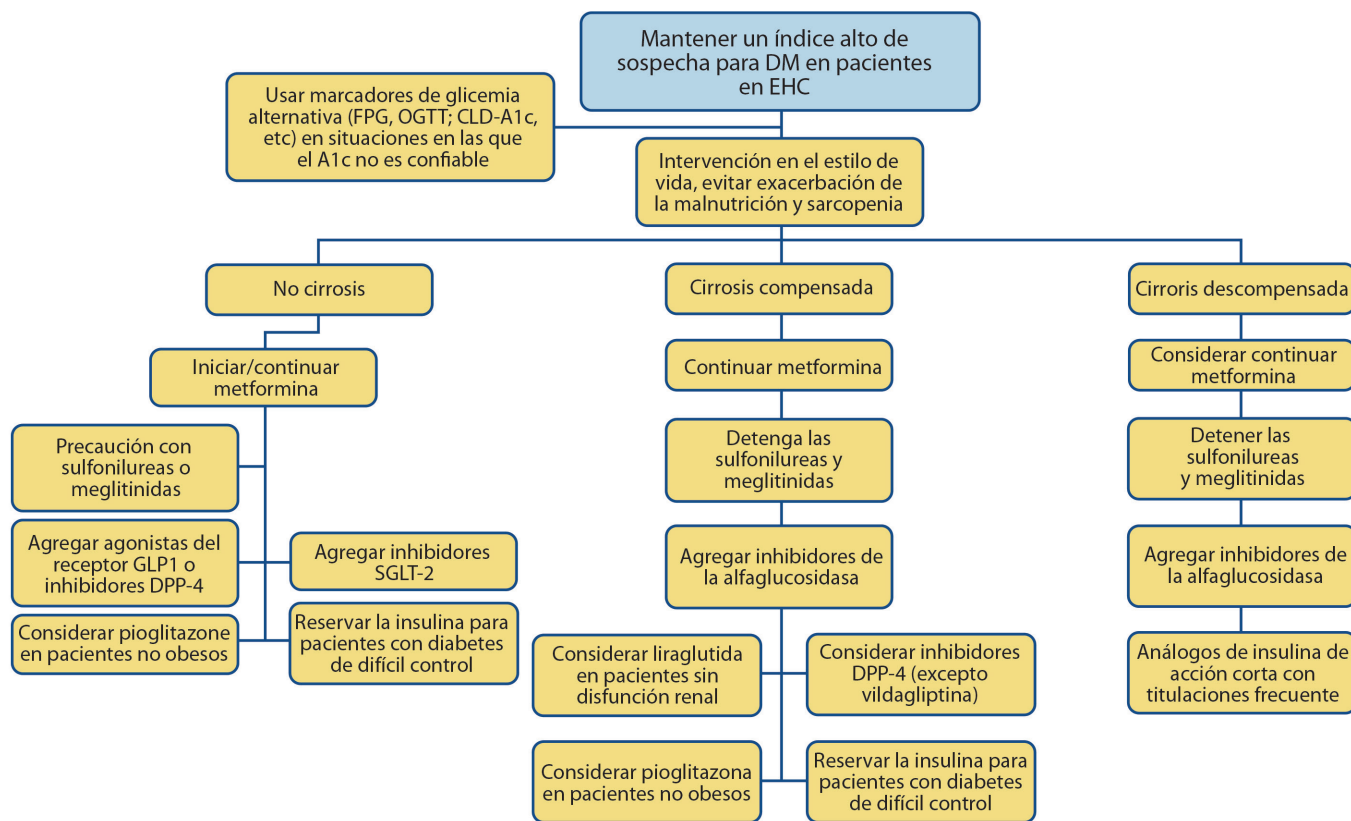 Mantener un índice alto de
sospecha para DM en pacientes
en EHC
Usar marcadores de glicemia
alternativa (FPG, OGTT; CLD-A1c,
etc) en situaciones en las que
el A1c no es confiable
Intervención en el estilo de
vida, evitar exacerbación de
la malnutrición y sarcopenia
No cirrosis
Iniciar/continuar
metformina
Precaución con
sulfonilureas o
meglitinidas
Agregar agonistas del
receptor GLP1 o
inhibidores DPP-4
Agregar inhibidores
SGLT-2
Considerar pioglitazone
en pacientes no obesos
Reservar la insulina para
pacientes con diabetes
de difícil control
Cirrosis compensada
Continuar metformina
Detenga las
sulfonilureas y
meglitinidas
Agregar inhibidores de
la alfaglucosidasa
Considerar liraglutida
en pacientes sin
disfunción renal
Considerar inhibidores
DPP-4 (excepto
vildagliptina)
Considerar pioglitazona
en pacientes no obesos
Reservar la insulina para
pacientes con diabetes
de difícil control
Cirroris descompensada
Considerar continuar
metformina
Detener las
sulfonilureas
y meglitinidas
Agregar inhibidores de
la alfaglucosidasa
Análogos de insulina de
acción corta con
titulaciones frecuente